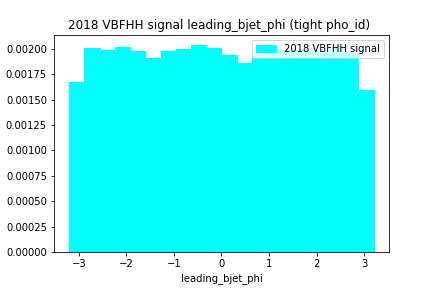 2018 VBFHH signal leading_bjet_phi (tight pho_id)
2018 VBFHH signal
0.00200
0.00175
0.00150
0.00125
0.00100
0.00075
0.00050
0.00025
0.00000
−3 −2 −1 0 1 2 3
leading_bjet_phi